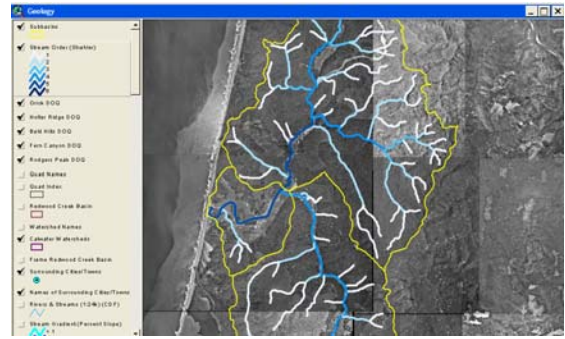 Geology
Subbasins
Stream Order (Strahler)
1
2
3
4
5
6
Orick DOQ
Holter Ridge DOQ
Bald Hills DOQ
Fern Canyon DOQ
Rodgers Peak DOQ
Quad Names
Quad Index
Redwood Creek Basin
Watershed Names
Calwater Watersheds
Frame Redwood Creek Basin
Surrounding Cities/Towns
Names of Surrounding Cities/Towns
Rivers & Streams (1:24k) (CDF)
Stream Gradient (Percent Slope)
< 1